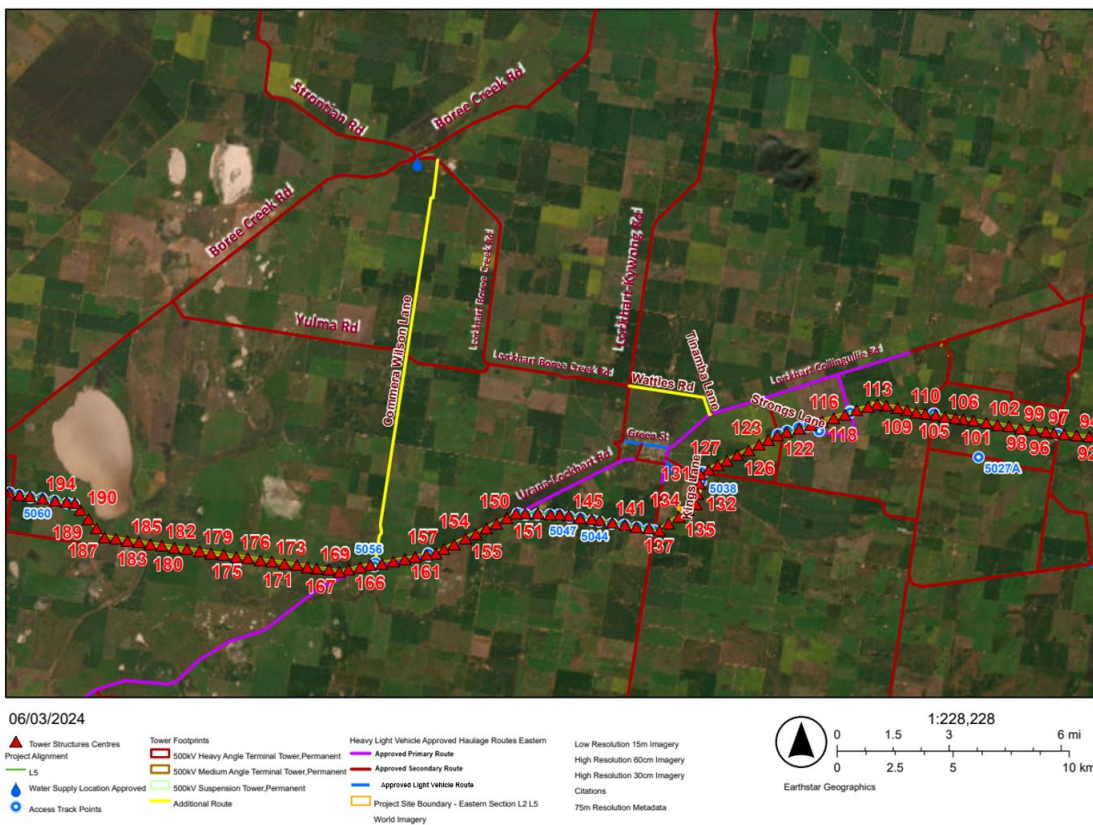 Strontian Rd
Boree Creek Rd
Boree Creek Rd
Lockhart Boree Creek Rd
Lockhart-Kywong Rd
Yulma Rd
Commera Wilson Lane
Lockhart Boree Creek Rd
Tinamba Lane
Lockhart Collingullie Rd
Wattles Rd
Strongs Lane
Green St
Urana-Lockhart Rd
Kings Lane
116
113
110
106
102
99
97
94
123
118
109
105
101
98
96
92
122
127
126
5027A
131
5038
132
134
135
194
190
5060
150
145
141
151
5047
5044
137
189
185
182
179
176
173
169
5056
157
154
155
187
183
180
175
171
167
166
161
06/03/2024
Tower Structures Centres
Project Alignment
L5
Water Supply Location Approved
Access Track Points
Tower Footprints
500kV Heavy Angle Terminal Tower,Permanent
500kV Medium Angle Terminal Tower,Permanent
500kV Suspension Tower,Permanent
Additional Route
Heavy Light Vehicle Approved Haulage Routes Eastern
Approved Primary Route
Approved Secondary Route
Approved Light Vehicle Route
Project Site Boundary - Eastern Section L2 L5
World Imagery
Low Resolution 15m Imagery
High Resolution 60cm Imagery
High Resolution 30cm Imagery
Citations
75m Resolution Metadata
1:228,228
0 1.5 3 6 mi
0 2.5 5 10 km
Earthstar Geographics